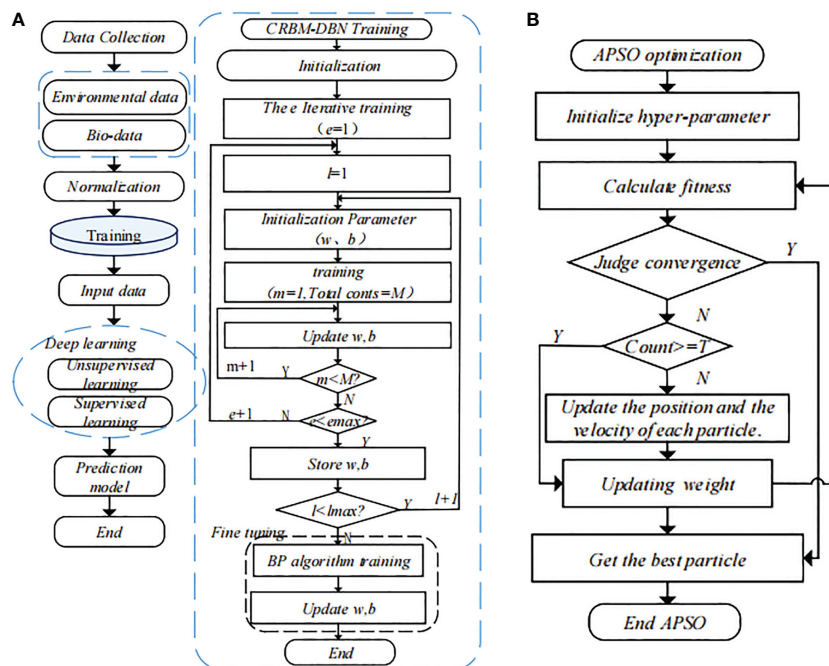 A
Data Collection
Environmental data
Bio-data
Normalization
Training
Input data
Deep learning
Unsupervised
learning
Supervised
learning
Prediction
model
End
CRBM-DBN Training
Initialization
The e Iterative training
(e=1)
l=1
Initialization Parameter
(w、b)
training
(m=1,Total conts=M)
Update w,b
m+1
Y
m<M?
N
e+1
N
e<emax?
Y
Store w,b
l<lmax?
Y
l+1
Fine tuning
N
BP algorithm training
Update w,b
End
B
APSO optimization
Initialize hyper-parameter
Calculate fitness
Judge convergence
Y
N
Y
Count>=T
N
Update the position and the
velocity of each particle.
Updating weight
Get the best particle
End APSO